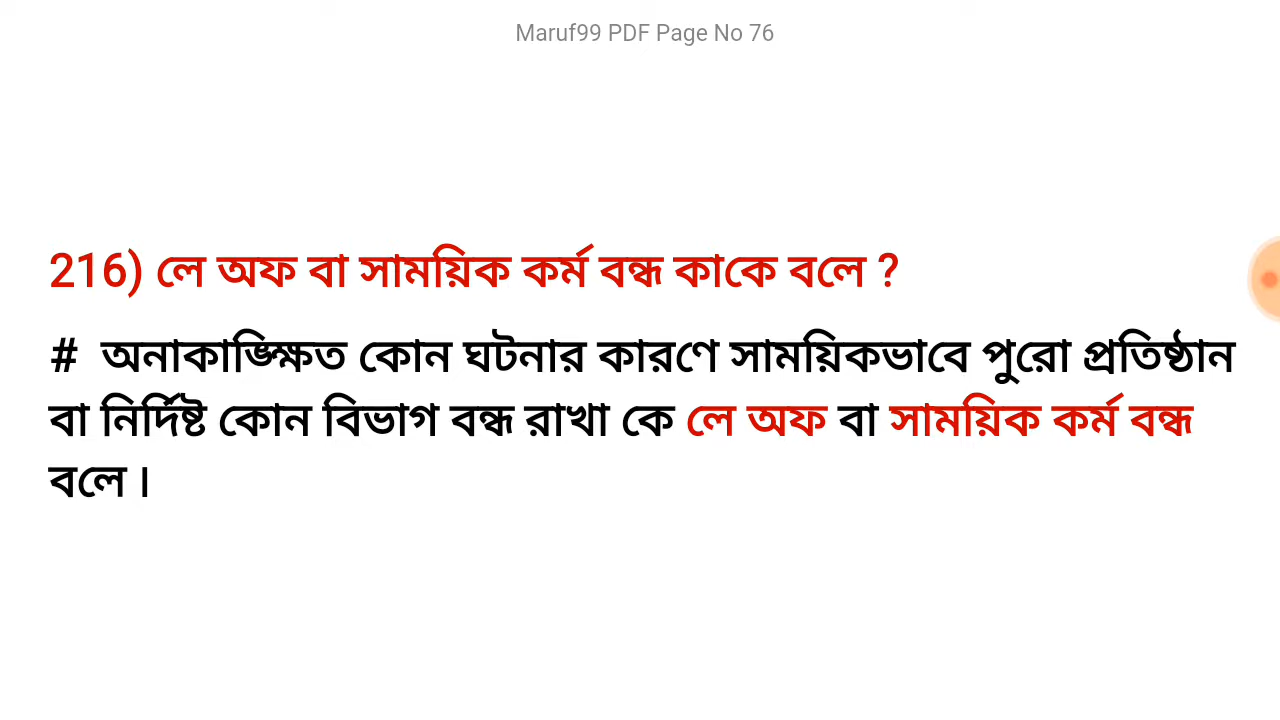 Maruf99 PDF Page No 76
216) লে অফ বা সাময়িক কর্ম বন্ধ কাকে বলে ?
# অনাকাঙ্ক্ষিত কোন ঘটনার কারণে সাময়িকভাবে পুরো প্রতিষ্ঠান
বা নির্দিষ্ট কোন বিভাগ বন্ধ রাখা কে লে অফ বা সাময়িক কর্ম বন্ধ
বলে ।